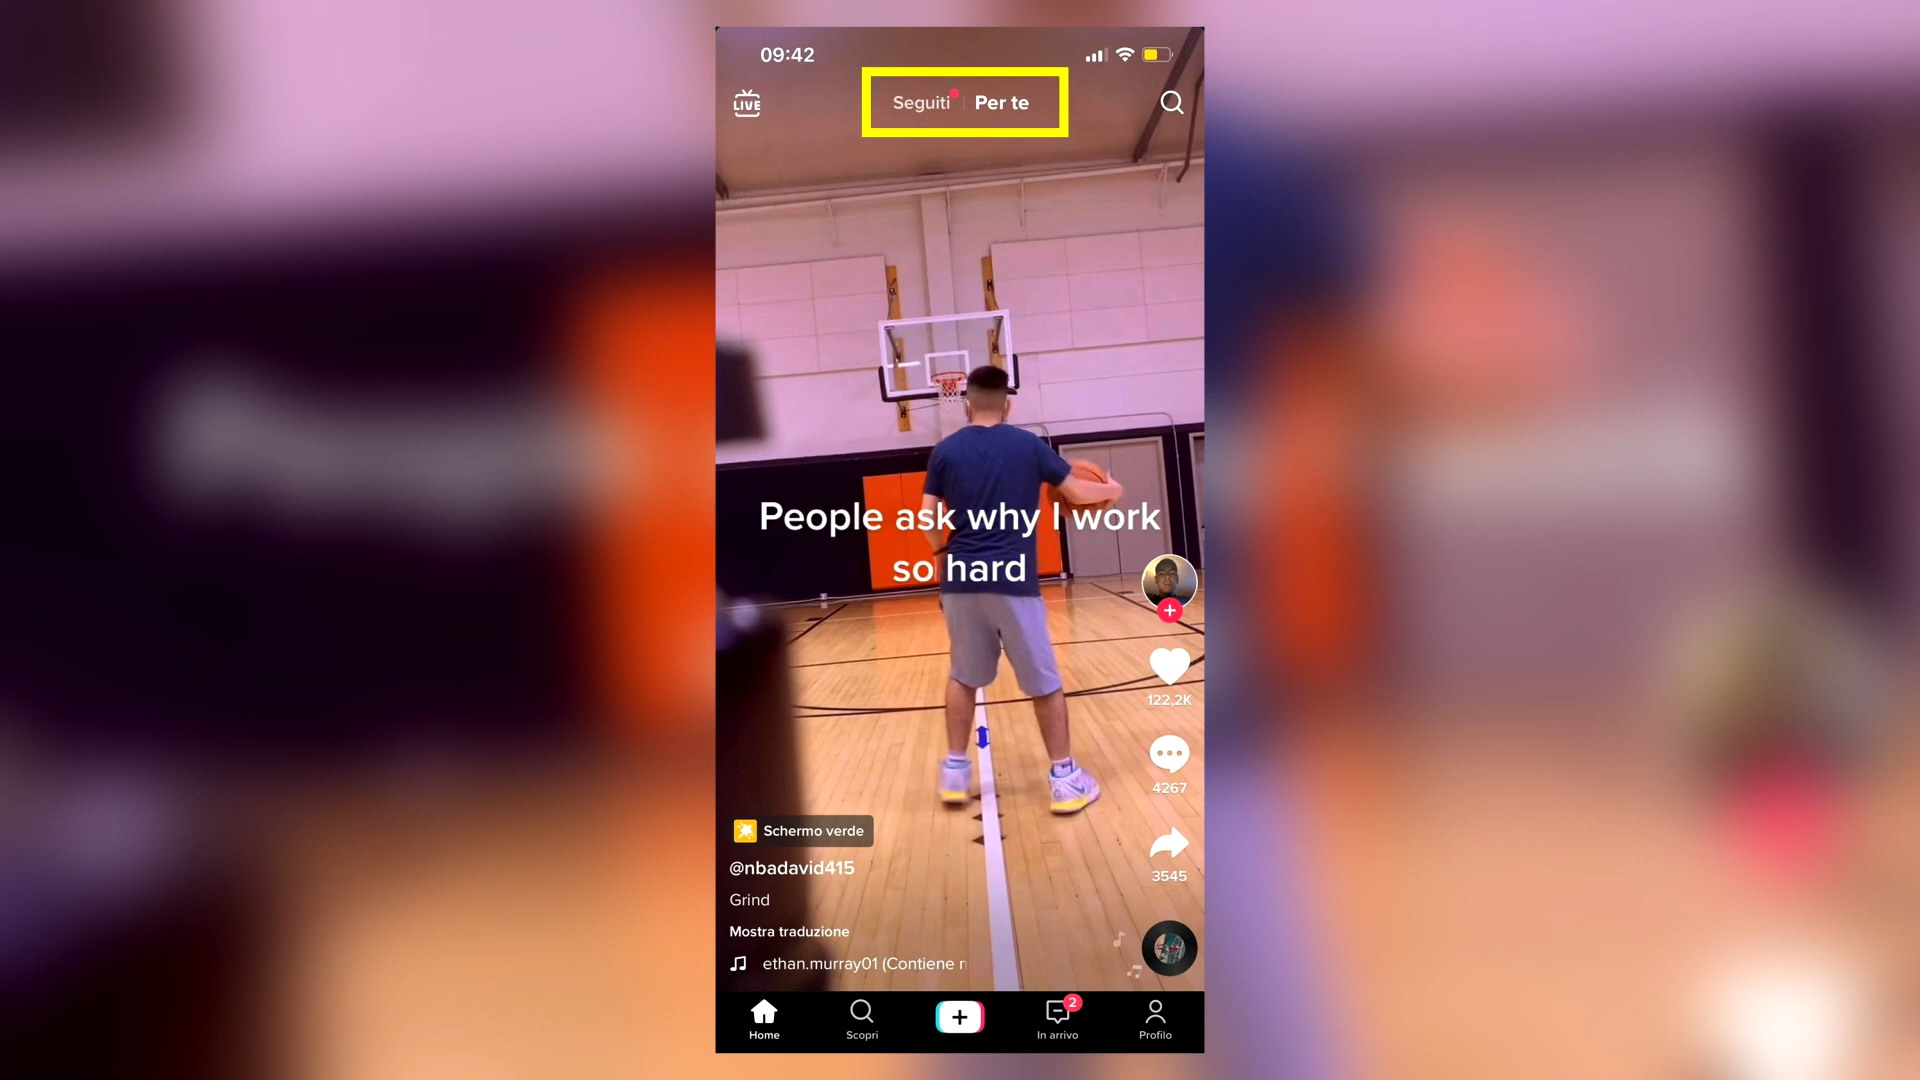 09:42
LIVE
Seguiti
Per te
People ask why I work
so hard
122,2K
4267
3545
Schermo verde
@nbadavid415
Grind
Mostra traduzione
ethan.murray01 (Contiene
Home
Scopri
2
In arrivo
Profilo